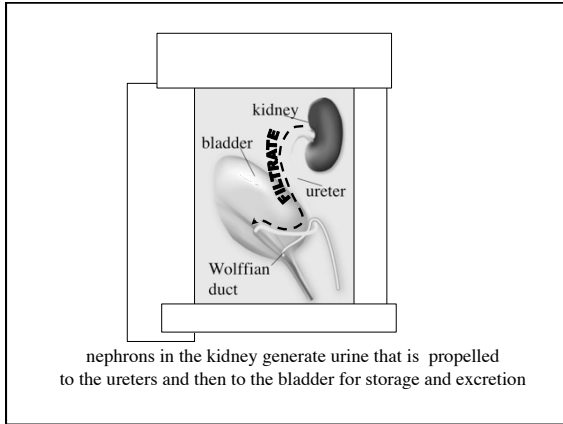 kidney
bladder
FILTRATE
ureter
Wolffian
duct
nephrons in the kidney generate urine that is propelled
to the ureters and then to the bladder for storage and excretion